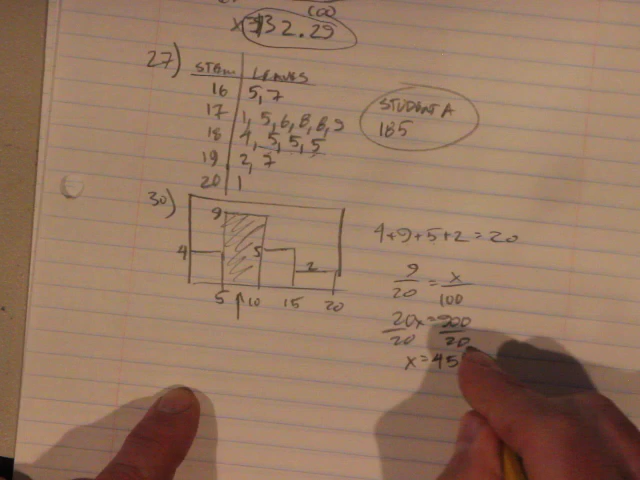 100
x = $132.29
27) STEM | LEAVES
16 | 5, 7
17 | 1, 5, 6, 8, 8, 9
18 | 4, 5, 5, 5
19 | 2, 7
20 | 1
STUDENT A
185
30)
9
4 5 2
5 10 15 20
4+9+5+2=20
9/20 = x/100
20x/20 = 900/20
x=45